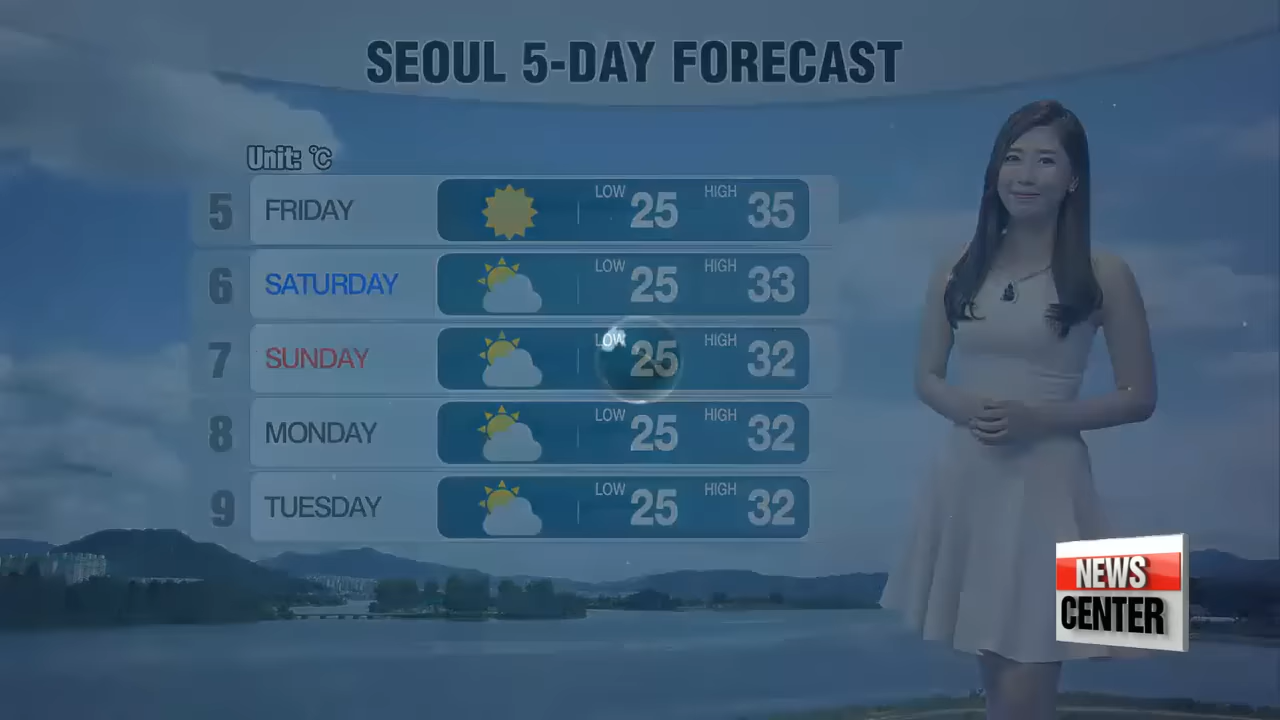 SEOUL 5-DAY FORECAST
Unit: ℃
5 FRIDAY LOW 25 HIGH 35
6 SATURDAY LOW 25 HIGH 33
7 SUNDAY LOW 25 HIGH 32
8 MONDAY LOW 25 HIGH 32
9 TUESDAY LOW 25 HIGH 32
NEWS
CENTER